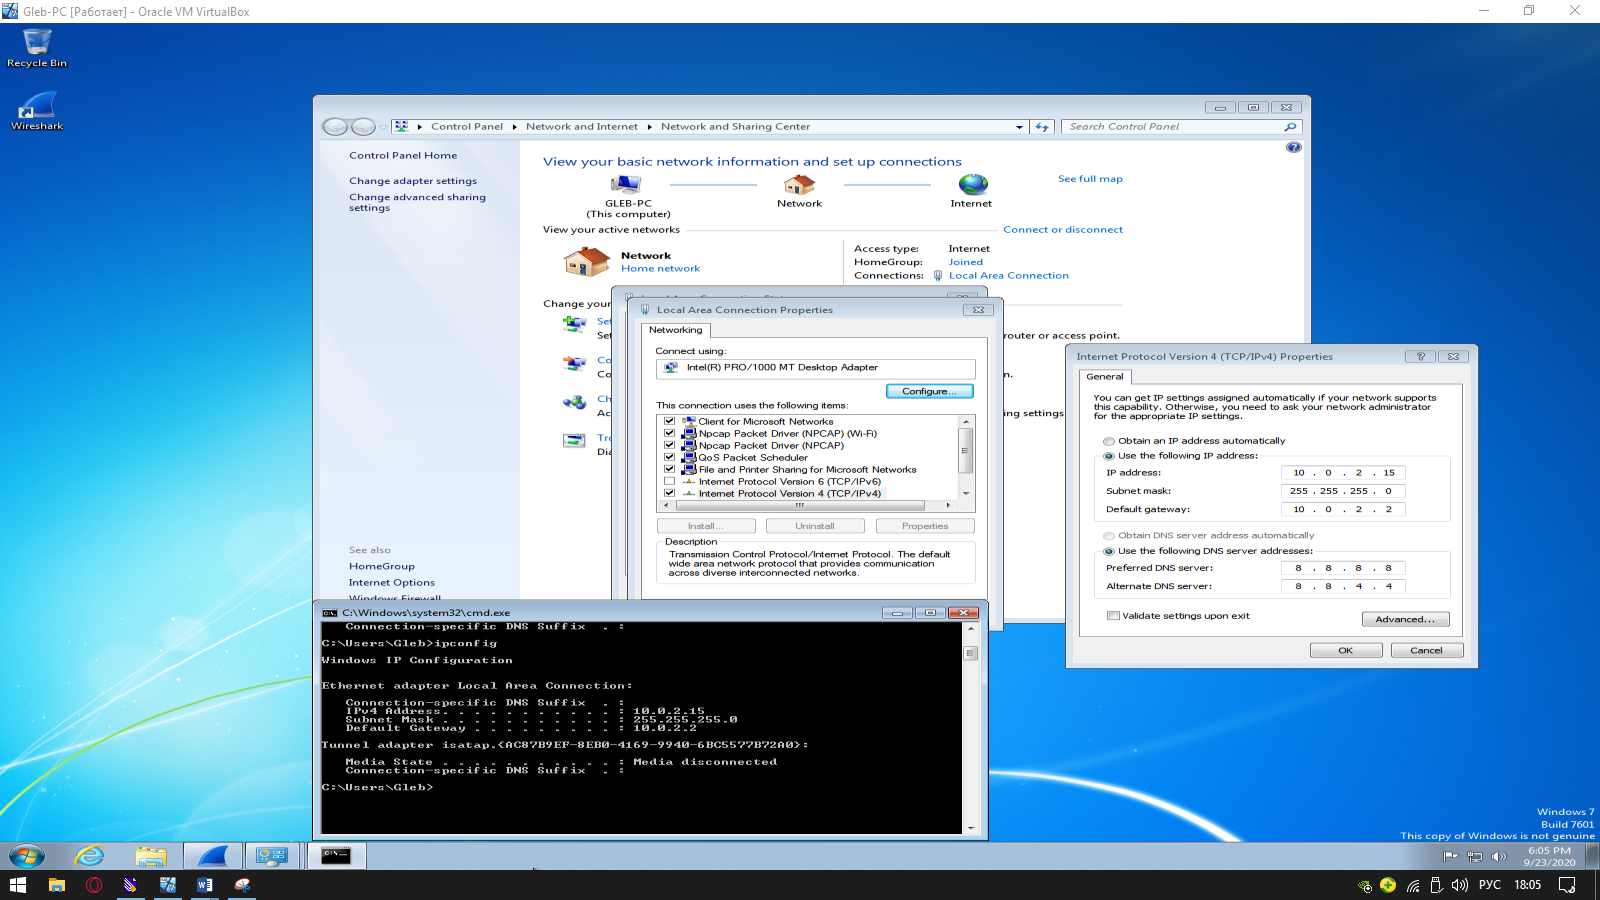 Gleb-PC [Работает] - Oracle VM VirtualBox
Recycle Bin
Wireshark
Control Panel
Network and Internet
Network and Sharing Center
Search Control Panel
Control Panel Home
Change adapter settings
Change advanced sharing
settings
View your basic network information and set up connections
See full map
GLEB-PC
(This computer)
Network
Internet
View your active networks
Connect or disconnect
Network
Home network
Access type: Internet
HomeGroup: Joined
Connections: Local Area Connection
Change your
Set
router or access point.
Co
Co
n.
Ch
Ac
ing settings
Tro
Dia
See also
HomeGroup
Internet Options
Windows Firewall
Local Area Connection Properties
Networking
Connect using:
Intel(R) PRO/1000 MT Desktop Adapter
Configure...
This connection uses the following items:
Client for Microsoft Networks
Npcap Packet Driver (NPCAP) (Wi-Fi)
Npcap Packet Driver (NPCAP)
QoS Packet Scheduler
File and Printer Sharing for Microsoft Networks
Internet Protocol Version 6 (TCP/IPv6)
Internet Protocol Version 4 (TCP/IPv4)
Install...
Uninstall
Properties
Description
Transmission Control Protocol/Internet Protocol. The default
wide area network protocol that provides communication
across diverse interconnected networks.
Internet Protocol Version 4 (TCP/IPv4) Properties
General
You can get IP settings assigned automatically if your network supports
this capability. Otherwise, you need to ask your network administrator
for the appropriate IP settings.
Obtain an IP address automatically
Use the following IP address:
IP address: 10 . 0 . 2 . 15
Subnet mask: 255 . 255 . 255 . 0
Default gateway: 10 . 0 . 2 . 2
Obtain DNS server address automatically
Use the following DNS server addresses:
Preferred DNS server: 8 . 8 . 8 . 8
Alternate DNS server: 8 . 8 . 4 . 4
Validate settings upon exit
Advanced...
OK
Cancel
C:\Windows\system32\cmd.exe
Connection-specific DNS Suffix . :
C:\Users\Gleb>ipconfig
Windows IP Configuration
Ethernet adapter Local Area Connection:
Connection-specific DNS Suffix . :
IPv4 Address. . . . . . . . . . . : 10.0.2.15
Subnet Mask . . . . . . . . . . . : 255.255.255.0
Default Gateway . . . . . . . . . : 10.0.2.2
Tunnel adapter isatap.{AC87B9EF-8EB0-4169-9940-6BC5577B72A0}:
Media State . . . . . . . . . . . : Media disconnected
Connection-specific DNS Suffix . :
C:\Users\Gleb>
Windows 7
Build 7601
This copy of Windows is not genuine
6:05 PM
9/23/2020
РУС
18:05